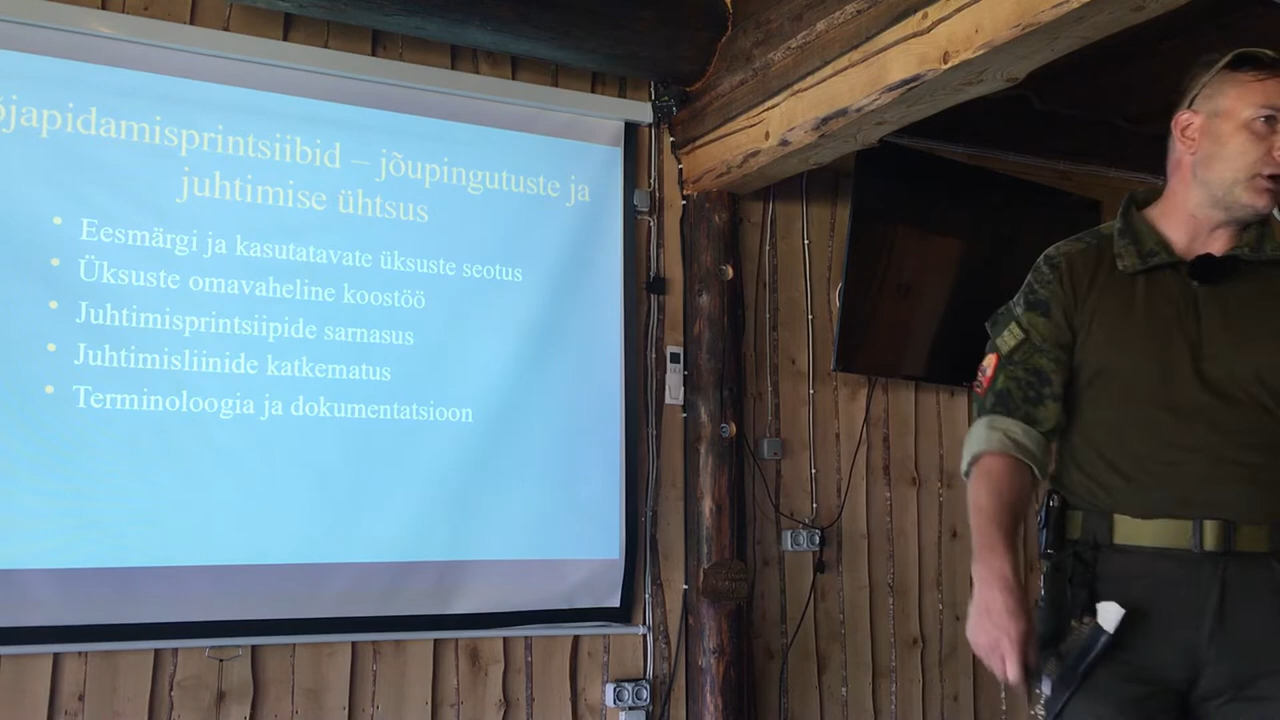 õjapidamisprintsiibid – jõupingutuste ja
juhtimise ühtsus
• Eesmärgi ja kasutatavate üksuste seotus
• Üksuste omavaheline koostöö
• Juhtimisprintsiipide sarnasus
• Juhtimisliinide katkematus
• Terminoloogia ja dokumentatsioon